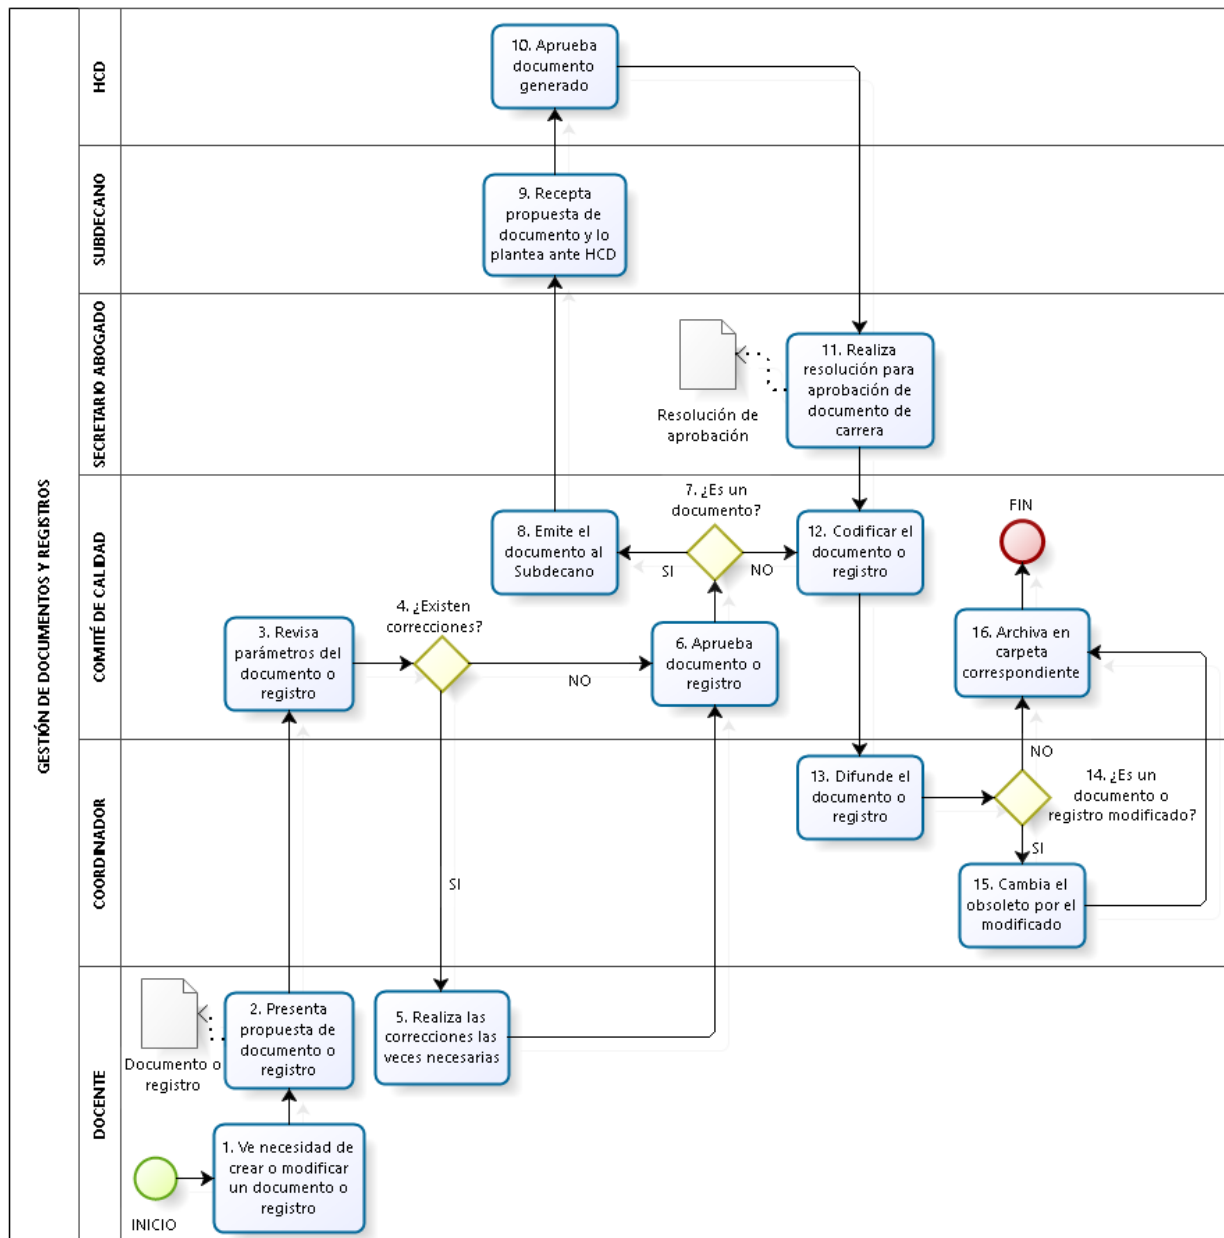 GESTIÓN DE DOCUMENTOS Y REGISTROS
HCD
10. Aprueba
documento
generado
SUBDECANO
9. Recepta
propuesta de
documento y lo
plantea ante HCD
SECRETARIO ABOGADO
Resolución de
aprobación
11. Realiza
resolución para
aprobación de
documento de
carrera
COMITÉ DE CALIDAD
3. Revisa
parámetros del
documento o
registro
4. ¿Existen
correcciones?
NO
SI
8. Emite el
documento al
Subdecano
7. ¿Es un
documento?
SI
NO
6. Aprueba
documento o
registro
12. Codificar el
documento o
registro
FIN
16. Archiva en
carpeta
correspondiente
COORDINADOR
13. Difunde el
documento o
registro
NO
14. ¿Es un
documento o
registro modificado?
SI
15. Cambia el
obsoleto por el
modificado
DOCENTE
Documento o
registro
2. Presenta
propuesta de
documento o
registro
5. Realiza las
correcciones las
veces necesarias
INICIO
1. Ve necesidad de
crear o modificar
un documento o
registro